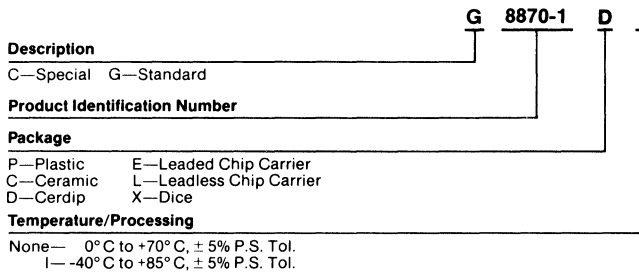 G 8870-1 D
Description
C—Special G—Standard
Product Identification Number
Package
P—Plastic E—Leaded Chip Carrier
C—Ceramic L—Leadless Chip Carrier
D—Cerdip X—Dice
Temperature/Processing
None— 0° C to +70° C, ± 5% P.S. Tol.
I— -40° C to +85° C, ± 5% P.S. Tol.